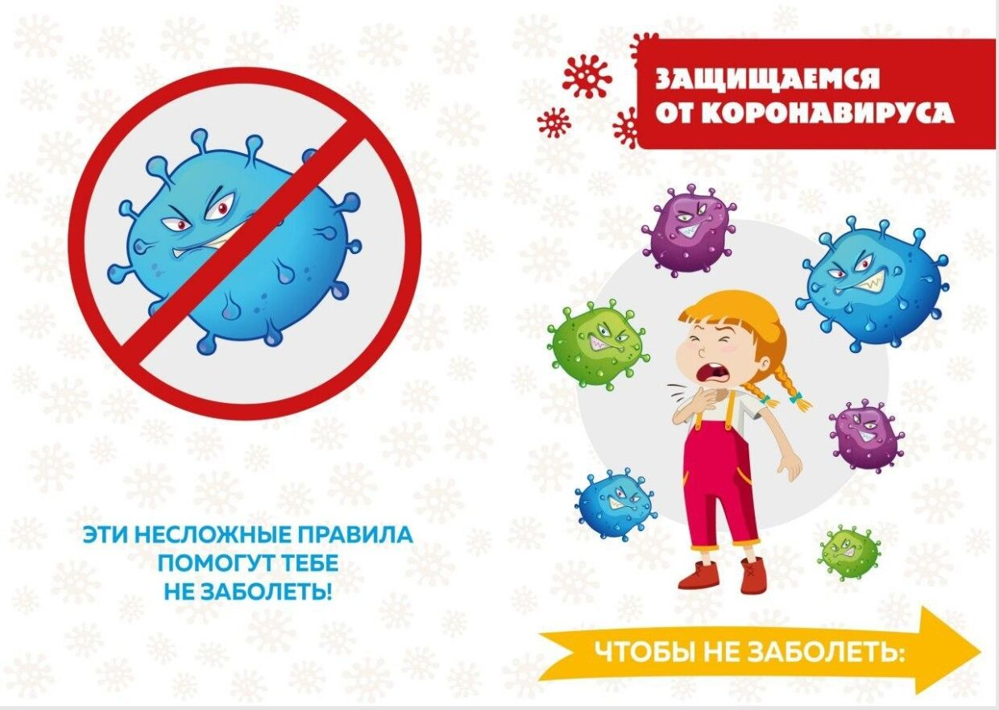 ЭТИ НЕСЛОЖНЫЕ ПРАВИЛА
ПОМОГУТ ТЕБЕ
НЕ ЗАБОЛЕТЬ!
ЗАЩИЩАЕМСЯ
ОТ КОРОНАВИРУСА
ЧТОБЫ НЕ ЗАБОЛЕТЬ: